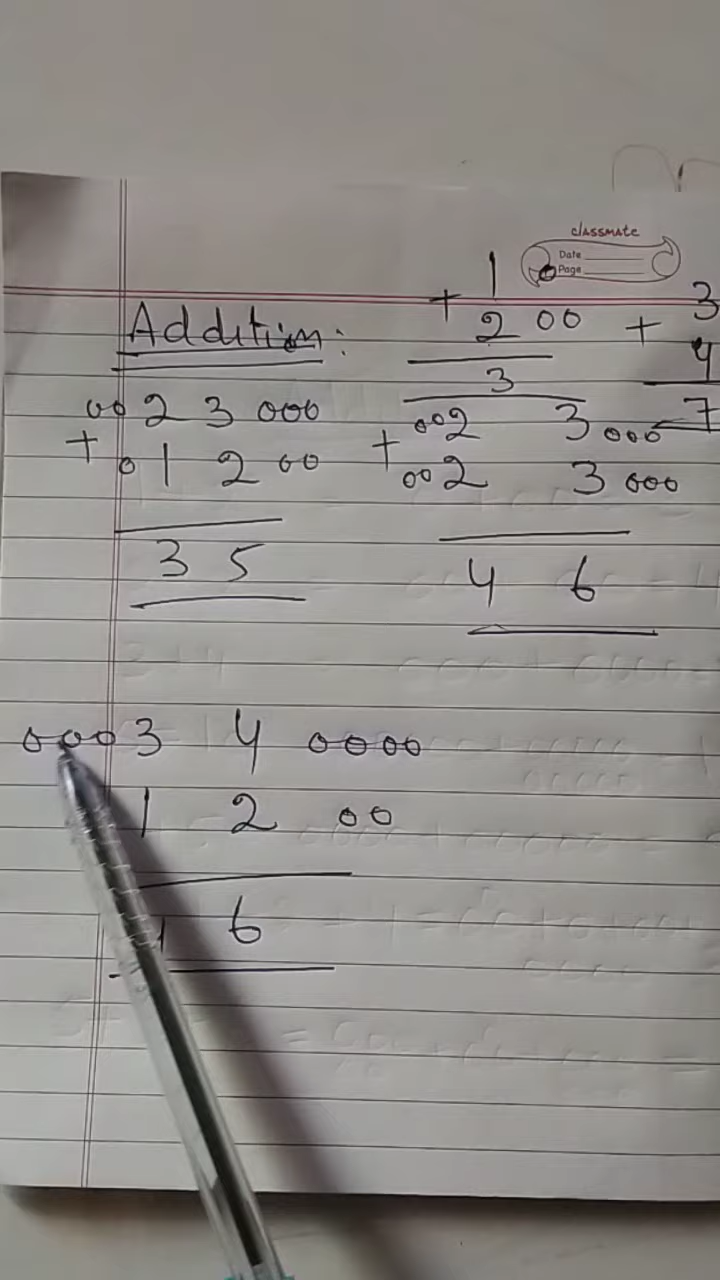 classmate
Date
Page
+ 1
2 00
3
+ 3
4
7
Addition:
00 2 3 000
+ 0 1 2 00
3 5
00 2 3 000
+ 00 2 3 000
4 6
000 3 4 0000
1 2 00
6